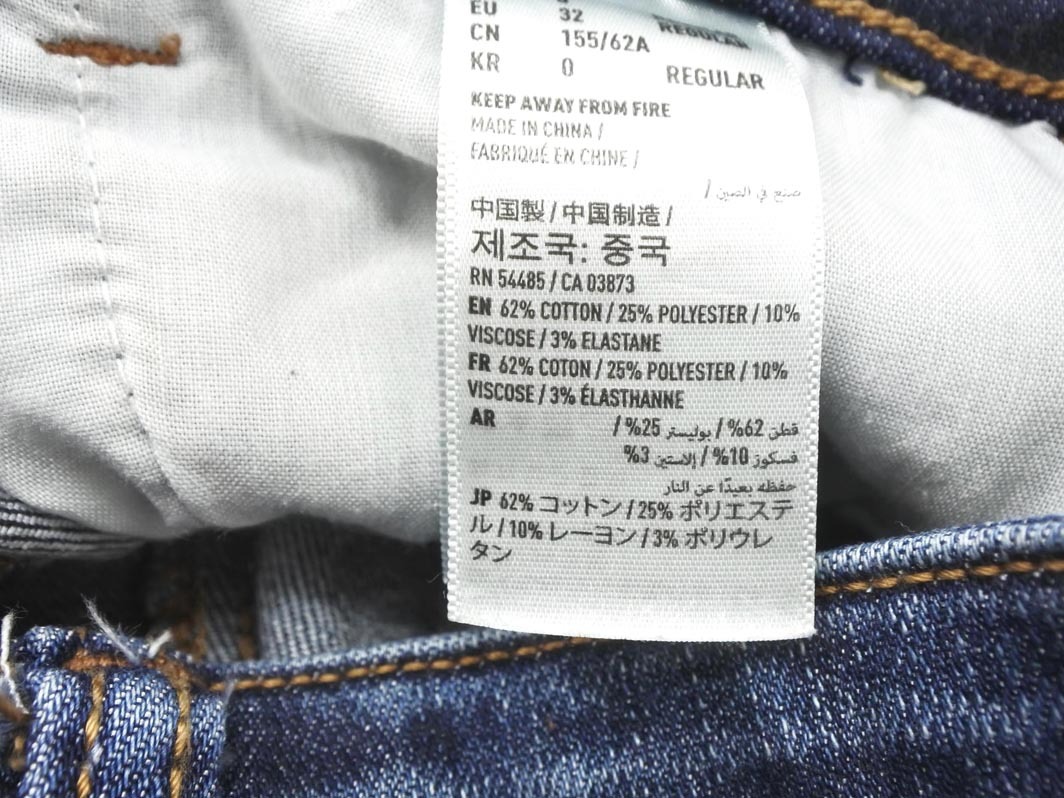 EU 32 REGULAR
CN 155/62A
KR 0 REGULAR
KEEP AWAY FROM FIRE
MADE IN CHINA /
FABRIQUÉ EN CHINE /
صنع في الصين /
中国製 / 中国制造 /
제조국: 중국
RN 54485 / CA 03873
EN 62% COTTON / 25% POLYESTER / 10%
VISCOSE / 3% ELASTANE
FR 62% COTON / 25% POLYESTER / 10%
VISCOSE / 3% ÉLASTHANNE
AR قطن 62% / بوليستر 25% /
فسكوز 10% / إلاستين 3%
حفظه بعيدًا عن النار
JP 62% コットン / 25% ポリエステ
ル / 10% レーヨン / 3% ポリウレ
タン